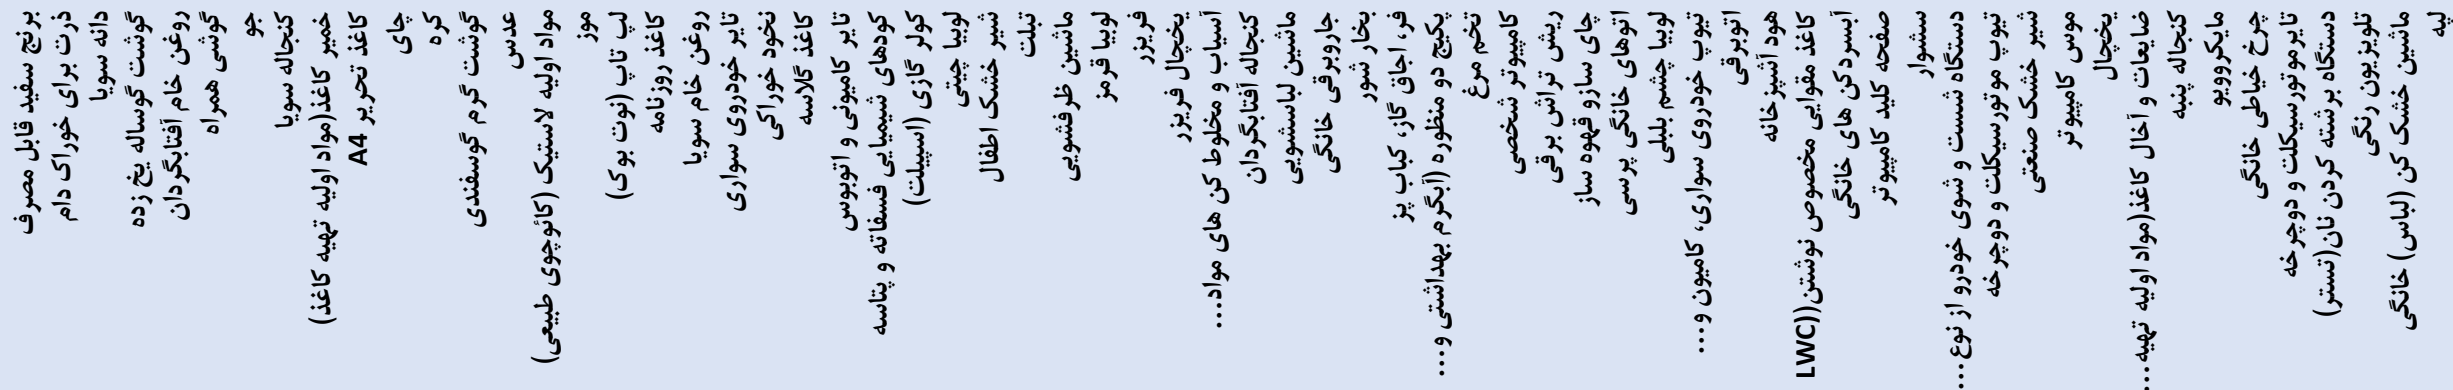 برنج سفید قابل مصرف
ذرت برای خوراک دام
دانه سویا
گوشت گوساله یخ زده
روغن خام آفتابگردان
گوشی همراه
جو
کنجاله سویا
خمیر کاغذ(مواد اولیه تهیه کاغذ)
کاغذ تحریر A4
چای
کره
گوشت گرم گوسفندی
عدس
مواد اولیه لاستیک (کائوچوی طبیعی)
موز
لپ تاپ (نوت بوک)
کاغذ روزنامه
روغن خام سویا
تایر خودروی سواری
نخود خوراکی
کاغذ گلاسه
تایر کامیونی و اتوبوس
کودهای شیمیایی فسفاته و پتاسه
کولر گازی (اسپیلت)
لوبیا چیتی
شیر خشک اطفال
تبلت
ماشین ظرفشویی
لوبیا قرمز
فریزر
یخچال فریزر
آسیاب و مخلوط کن های مواد...
کنجاله آفتابگردان
ماشین لباسشویی
جاروبرقی خانگی
بخار شور
فر، اجاق گاز، کباب پز
پکیج دو منظوره (آبگرم بهداشتی و...
تخم مرغ
کامپیوتر شخصی
ریش تراش برقی
چای سازو قهوه ساز
اتوهای خانگی پرسی
لوبیا چشم بلبلی
تیوپ خودروی سواری، کامیون و...
اتوبرقی
هود آشپزخانه
کاغذ مقوایی مخصوص نوشتن((LWC
آبسردکن های خانگی
صفحه کلید کامپیوتر
سشوار
دستگاه شست و شوی خودرو از نوع...
تیوپ موتورسیکلت و دوچرخه
شیر خشک صنعتی
موس کامپیوتر
یخچال
ضایعات و آخال کاغذ(مواد اولیه تهیه...
کنجاله پنبه
مایکروویو
چرخ خیاطی خانگی
تایرموتورسیکلت و دوچرخه
دستگاه برشته کردن نان(تستر)
تلویزیون رنگی
ماشین خشک کن (لباس) خانگی
پنبه